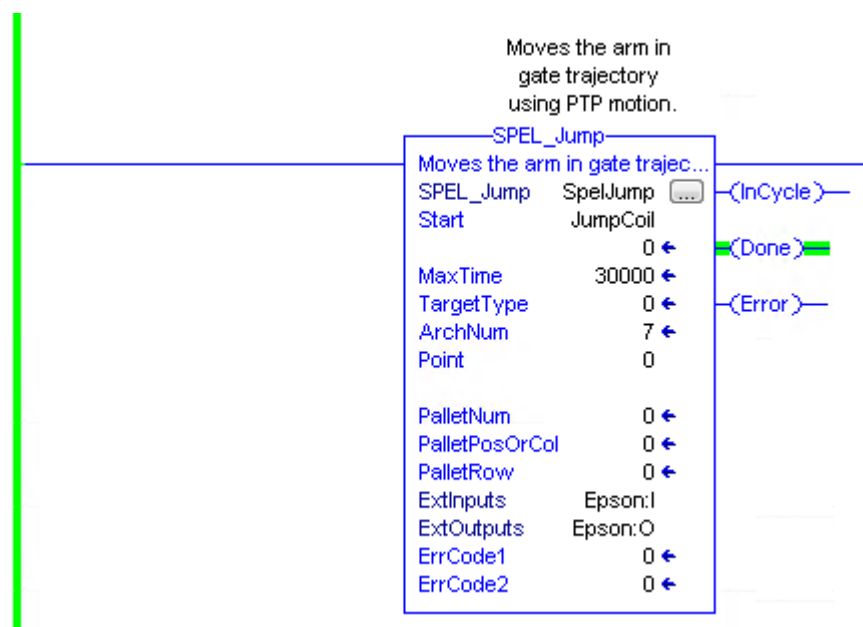 Moves the arm in
gate trajectory
using PTP motion.
SPEL_Jump
Moves the arm in gate trajec...
SPEL_Jump SpelJump ... (InCycle)
Start JumpCoil
0 (Done)
MaxTime 30000
TargetType 0 (Error)
ArchNum 7
Point 0
PalletNum 0
PalletPosOrCol 0
PalletRow 0
ExtInputs Epson:I
ExtOutputs Epson:O
ErrCode1 0
ErrCode2 0